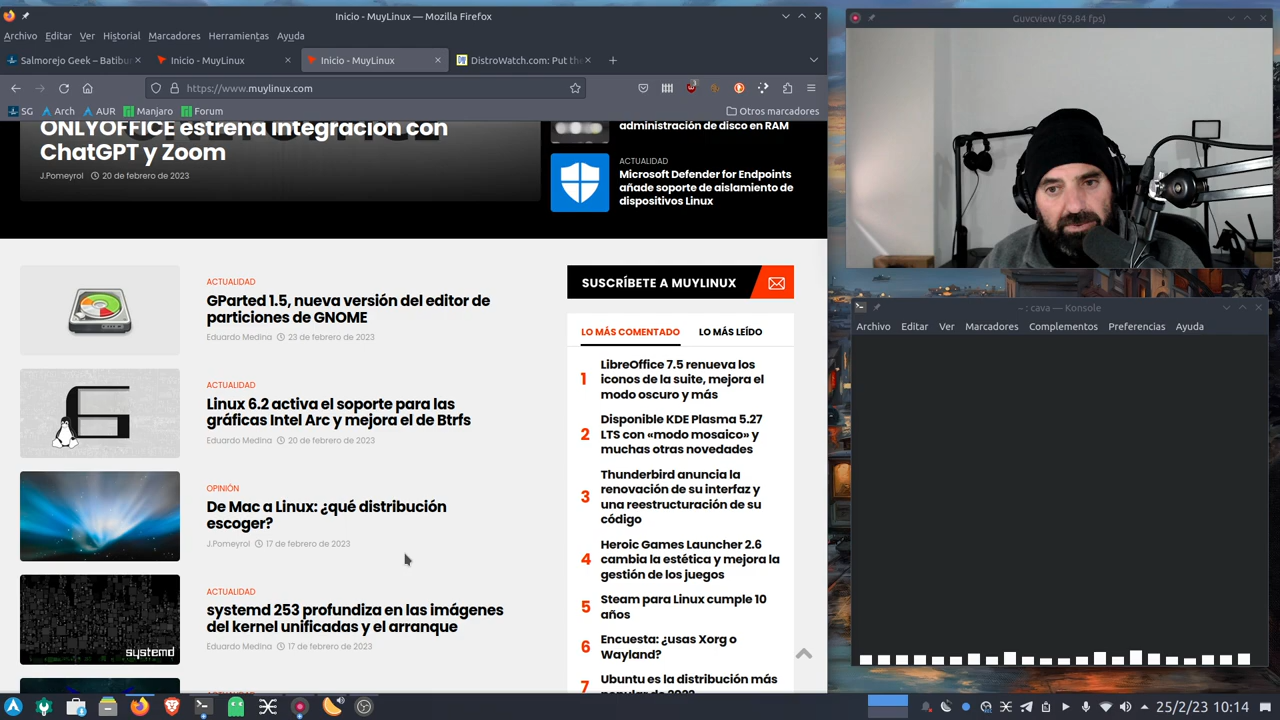 Inicio - MuyLinux — Mozilla Firefox
Archivo Editar Ver Historial Marcadores Herramientas Ayuda
Salmorejo Geek – Batibur
Inicio - MuyLinux
Inicio - MuyLinux
DistroWatch.com: Put the
https://www.muylinux.com
SG Arch AUR Manjaro Forum
Otros marcadores
ONLYOFFICE estrena integración con
ChatGPT y Zoom
J.Pomeyrol 20 de febrero de 2023
administración de disco en RAM
ACTUALIDAD
Microsoft Defender for Endpoints
añade soporte de aislamiento de
dispositivos Linux
ACTUALIDAD
GParted 1.5, nueva versión del editor de
particiones de GNOME
Eduardo Medina 23 de febrero de 2023
ACTUALIDAD
Linux 6.2 activa el soporte para las
gráficas Intel Arc y mejora el de Btrfs
Eduardo Medina 20 de febrero de 2023
OPINIÓN
De Mac a Linux: ¿qué distribución
escoger?
J.Pomeyrol 17 de febrero de 2023
systemd
ACTUALIDAD
systemd 253 profundiza en las imágenes
del kernel unificadas y el arranque
Eduardo Medina 17 de febrero de 2023
SUSCRÍBETE A MUYLINUX
LO MÁS COMENTADO LO MÁS LEÍDO
1 LibreOffice 7.5 renueva los
iconos de la suite, mejora el
modo oscuro y más
2 Disponible KDE Plasma 5.27
LTS con «modo mosaico» y
muchas otras novedades
3 Thunderbird anuncia la
renovación de su interfaz y
una reestructuración de su
código
4 Heroic Games Launcher 2.6
cambia la estética y mejora la
gestión de los juegos
5 Steam para Linux cumple 10
años
6 Encuesta: ¿usas Xorg o
Wayland?
7 Ubuntu es la distribución más
Guvcview (59,84 fps)
~ : cava — Konsole
Archivo Editar Ver Marcadores Complementos Preferencias Ayuda
25/2/23 10:14